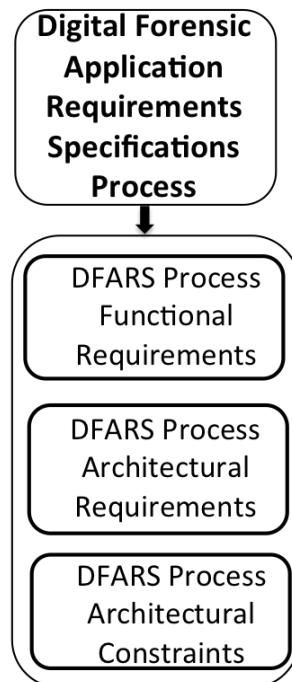 Digital Forensic
Application
Requirements
Specifications
Process
DFARS Process
Functional
Requirements
DFARS Process
Architectural
Requirements
DFARS Process
Architectural
Constraints